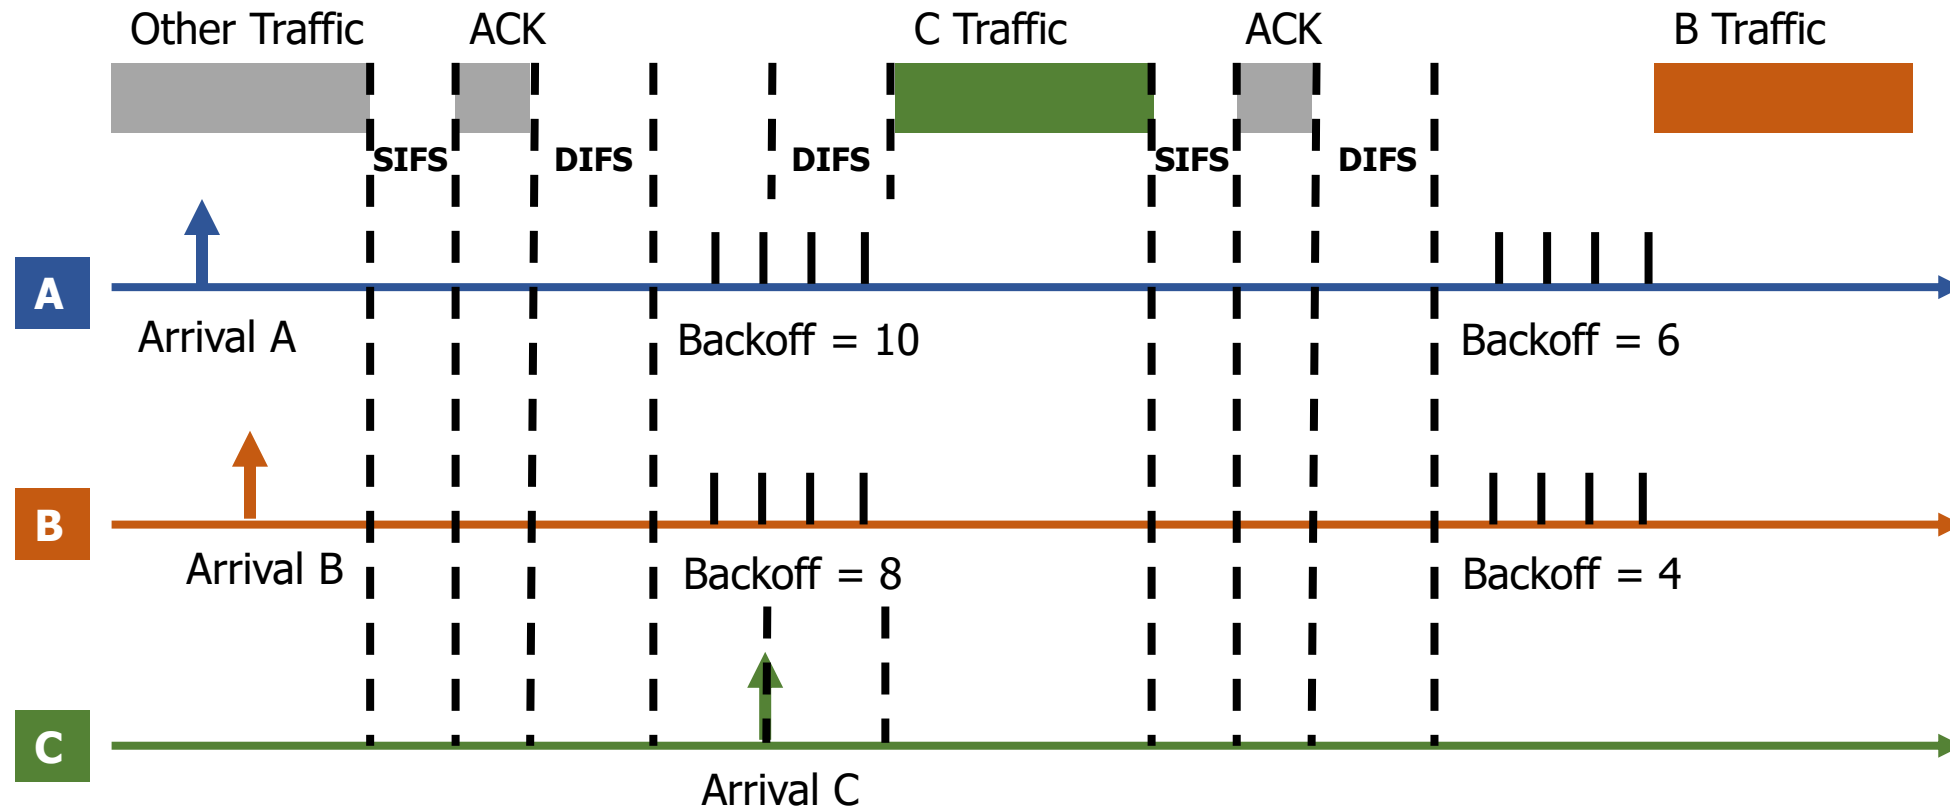 Other Traffic ACK C Traffic ACK B Traffic
SIFS DIFS DIFS SIFS DIFS
A
Arrival A Backoff = 10 Backoff = 6
B
Arrival B Backoff = 8 Backoff = 4
C
Arrival C